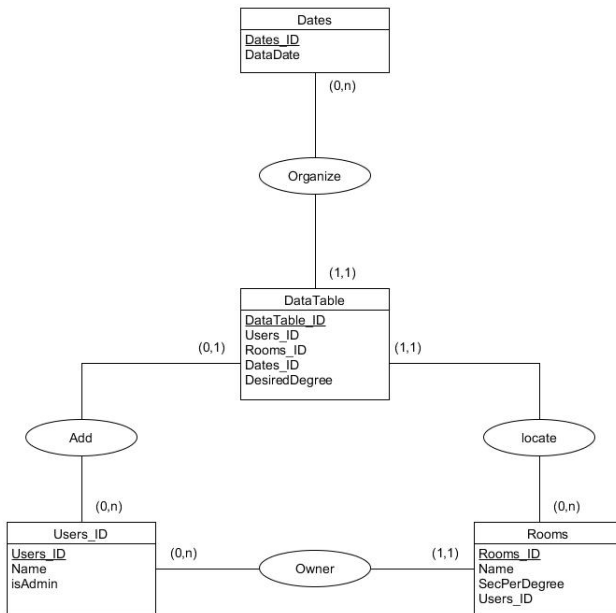 Dates
Dates_ID
DataDate
(0,n)
Organize
(1,1)
DataTable
DataTable_ID
Users_ID
Rooms_ID
Dates_ID
DesiredDegree
(0,1)
(1,1)
Add
locate
(0,n)
(0,n)
Users_ID
Users_ID
Name
isAdmin
(0,n)
Owner
(1,1)
Rooms
Rooms_ID
Name
SecPerDegree
Users_ID